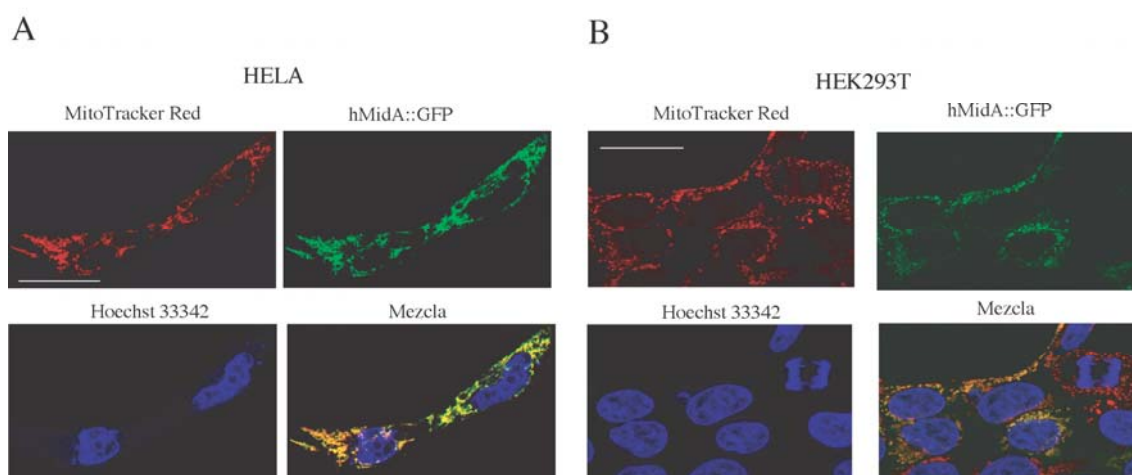 A
HELA
MitoTracker Red hMidA::GFP
Hoechst 33342 Mezcla
B
HEK293T
MitoTracker Red hMidA::GFP
Hoechst 33342 Mezcla